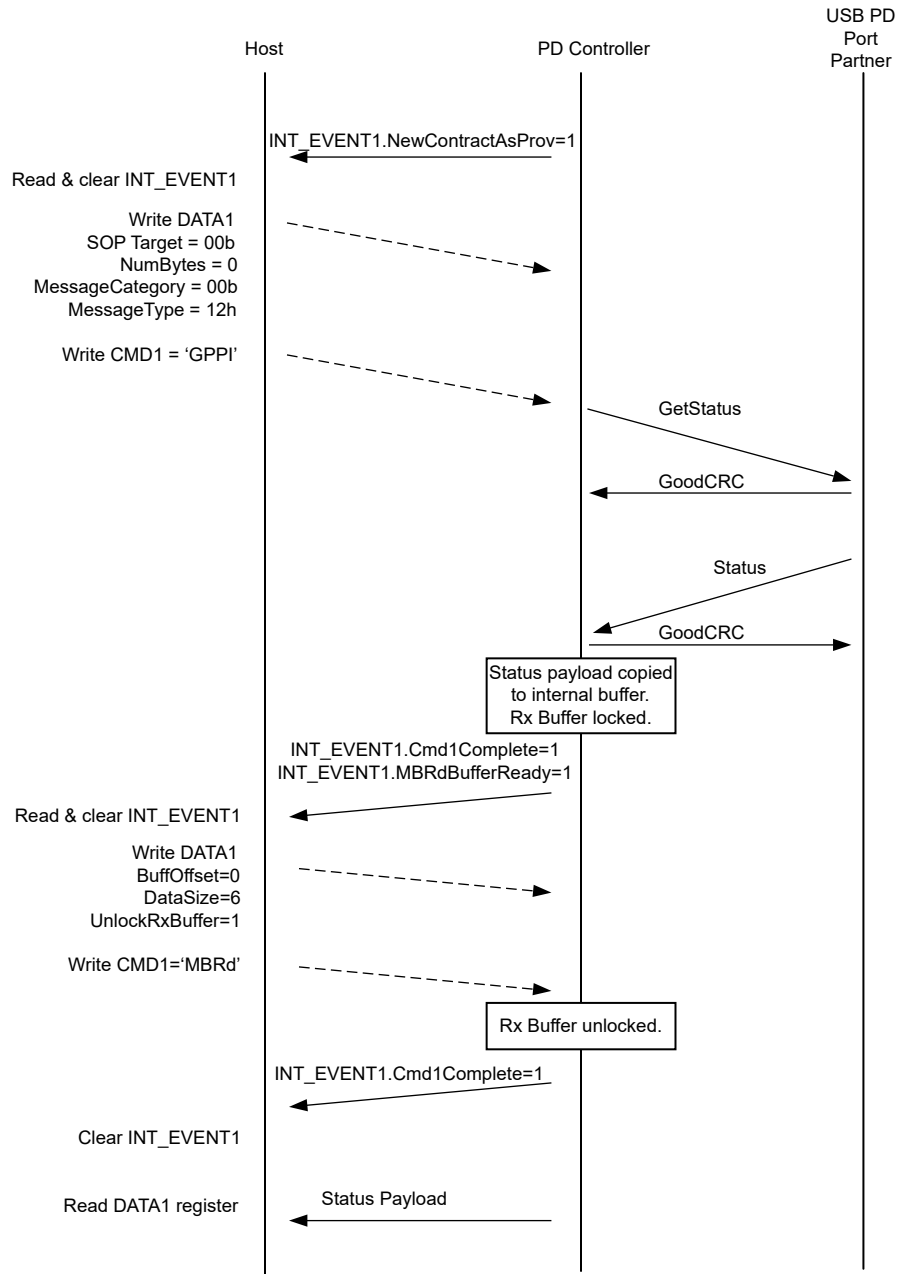 USB PD
Port
Partner
Host
PD Controller
INT_EVENT1.NewContractAsProv=1
Read & clear INT_EVENT1
Write DATA1
SOP Target = 00b
NumBytes = 0
MessageCategory = 00b
MessageType = 12h
Write CMD1 = ‘GPPI’
GetStatus
GoodCRC
Status
GoodCRC
Status payload copied
to internal buffer.
Rx Buffer locked.
INT_EVENT1.Cmd1Complete=1
INT_EVENT1.MBRdBufferReady=1
Read & clear INT_EVENT1
Write DATA1
BuffOffset=0
DataSize=6
UnlockRxBuffer=1
Write CMD1=‘MBRd’
Rx Buffer unlocked.
INT_EVENT1.Cmd1Complete=1
Clear INT_EVENT1
Status Payload
Read DATA1 register